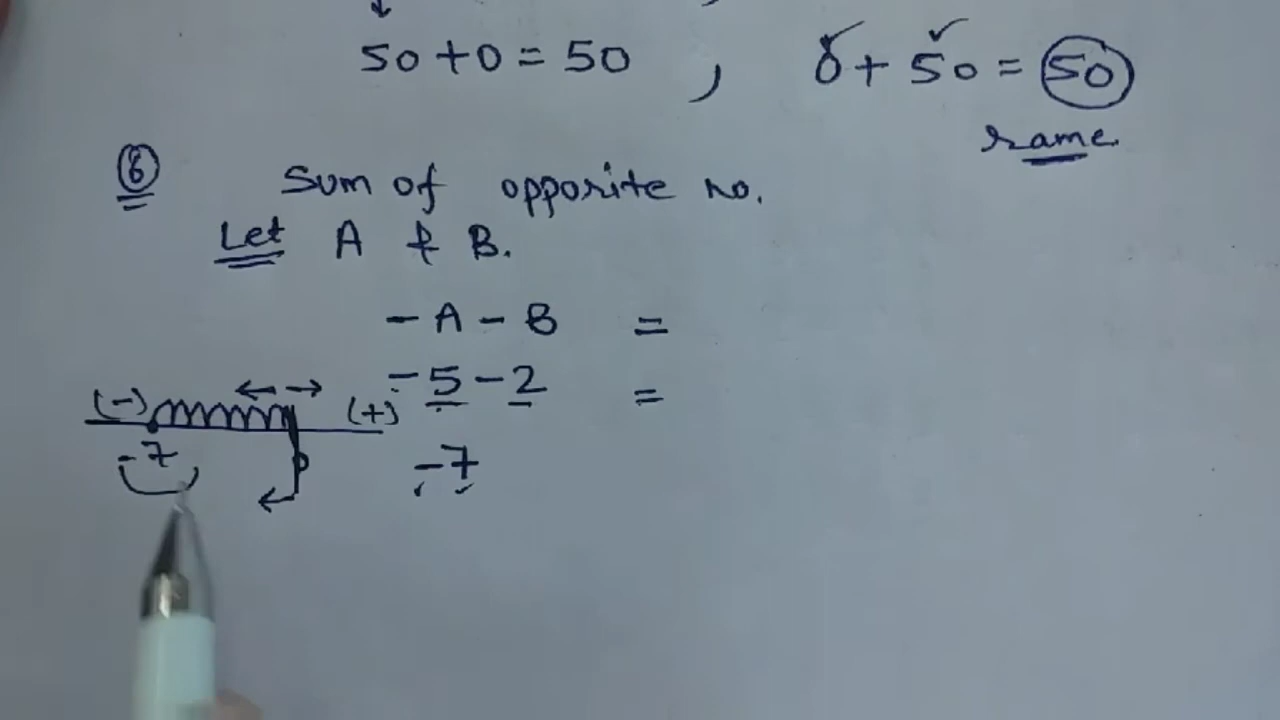 50 + 0 = 50 , 0 + 50 = 50
same
6 Sum of opposite no.
Let A & B.
- A - B =
- 5 - 2 =
(-) (+)
-7 0 -7